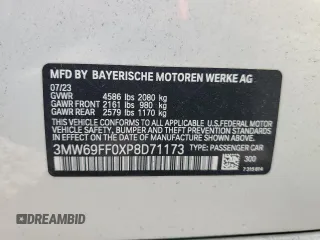 MFD BY BAYERISCHE MOTOREN WERKE AG
07/23
GVWR 4586 lbs 2080 kg
GAWR FRONT 2161 lbs 980 kg
GAWR REAR 2579 lbs 1170 kg
THIS VEHICLE CONFORMS TO ALL APPLICABLE
U.S. FEDERAL MOTOR VEHICLE SAFETY, BUMPER,
AND THEFT PREVENTION STANDARDS IN EFFECT ON
THE DATE OF MANUFACTURE SHOWN ABOVE.
3MW69FF0XP8D71173
TYPE: PASSENGER CAR
300
AUTOBIDMASTER
DREAMBID